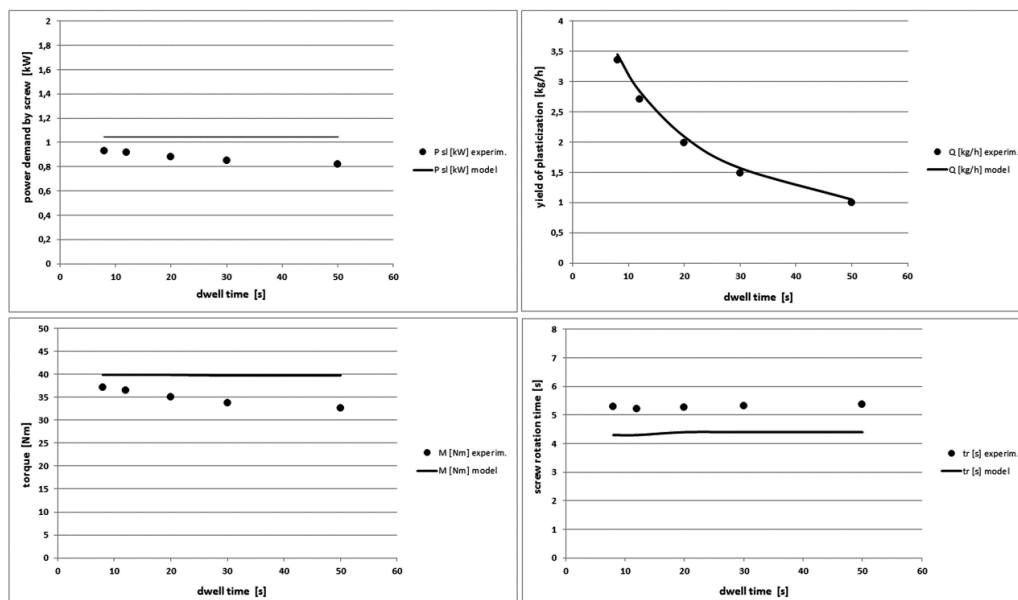 power demand by screw [kW]
2
1,8
1,6
1,4
1,2
1
0,8
0,6
0,4
0,2
0
0 10 20 30 40 50 60
dwell time [s]
P sl [kW] experim.
P sl [kW] model
yield of plasticization [kg/h]
4
3,5
3
2,5
2
1,5
1
0,5
0
0 10 20 30 40 50 60
dwell time [s]
Q [kg/h] experim.
Q [kg/h] model
torque [Nm]
50
45
40
35
30
25
20
15
10
5
0
0 10 20 30 40 50 60
dwell time [s]
M [Nm] experim.
M [Nm] model
screw rotation time [s]
8
7
6
5
4
3
2
1
0
0 10 20 30 40 50 60
dwell time [s]
tr [s] experim.
tr [s] model